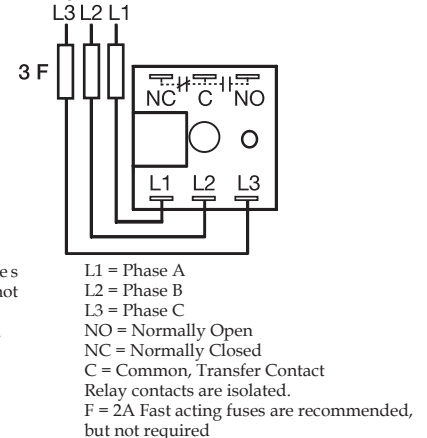 L3 L2 L1
3 F
NC C NO
L1 L2 L3
e s
not
L1 = Phase A
L2 = Phase B
L3 = Phase C
NO = Normally Open
NC = Normally Closed
C = Common, Transfer Contact
Relay contacts are isolated.
F = 2A Fast acting fuses are recommended,
but not required